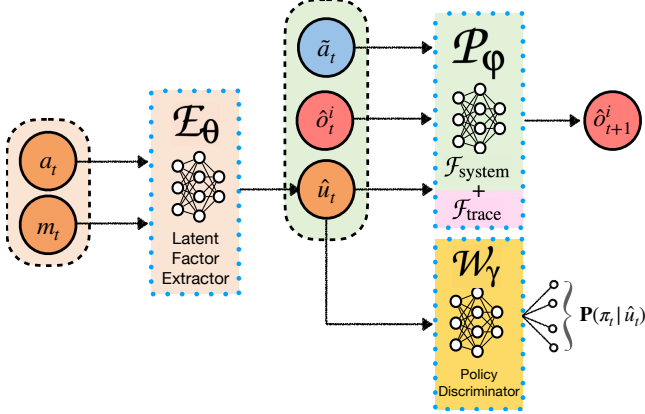 a_t
m_t
ℰ_θ
Latent
Factor
Extractor
ã_t
ô^i_t
û_t
𝒫_φ
ℱ_system
+
ℱ_trace
ô^i_{t+1}
𝒲_γ
Policy
Discriminator
P(π_t | û_t)